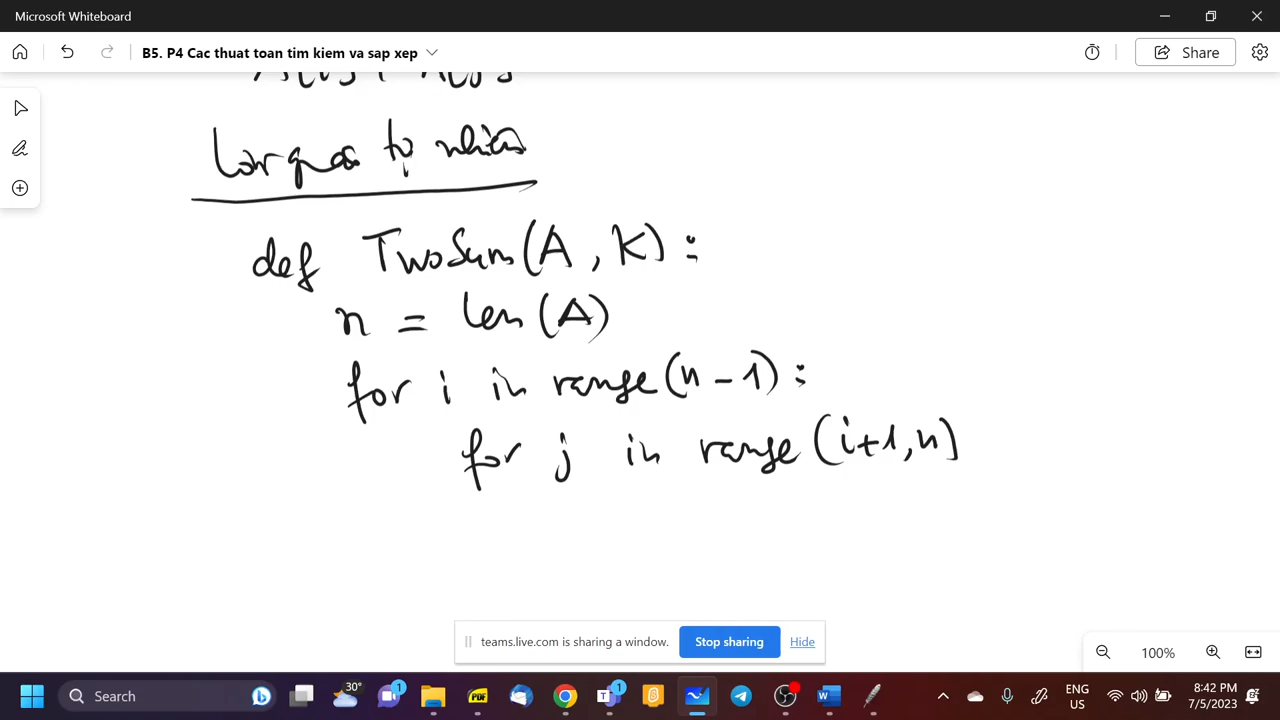 Microsoft Whiteboard
B5. P4 Cac thuat toan tim kiem va sap xep
Share
def TwoSum(A, K):
n = len(A)
for i in range(n-1):
for j in range(i+1,n)
teams.live.com is sharing a window.
Stop sharing
Hide
100%
Search
30°
1
1
ENG
US
8:42 PM
7/5/2023